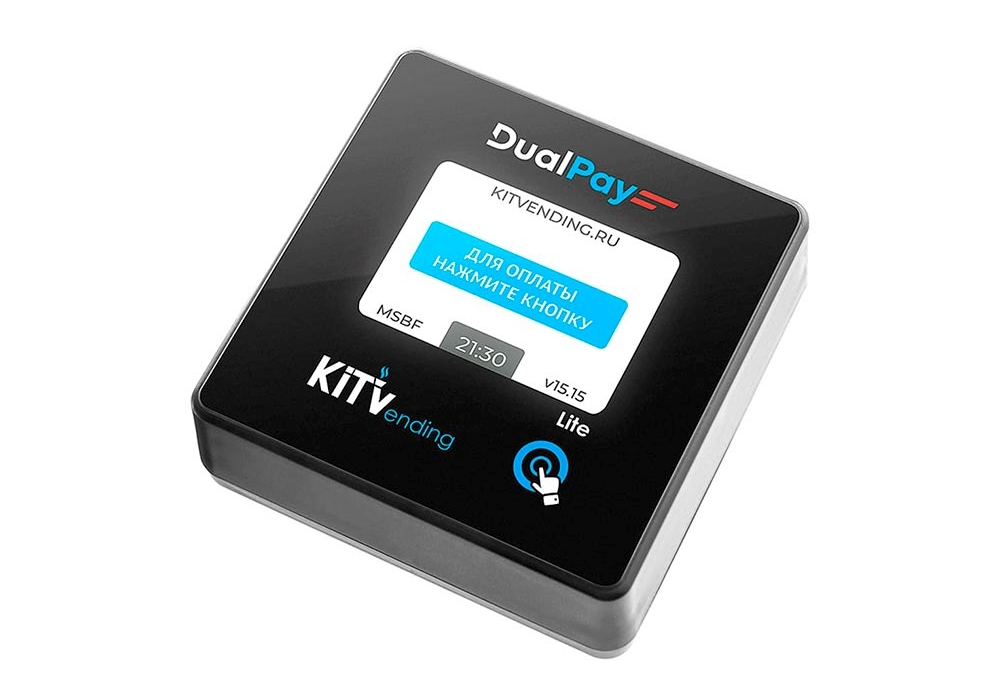 DualPay
KITVENDING.RU
ДЛЯ ОПЛАТЫ
НАЖМИТЕ КНОПКУ
MSBF
21:30
v15.15
Lite
KiTVending